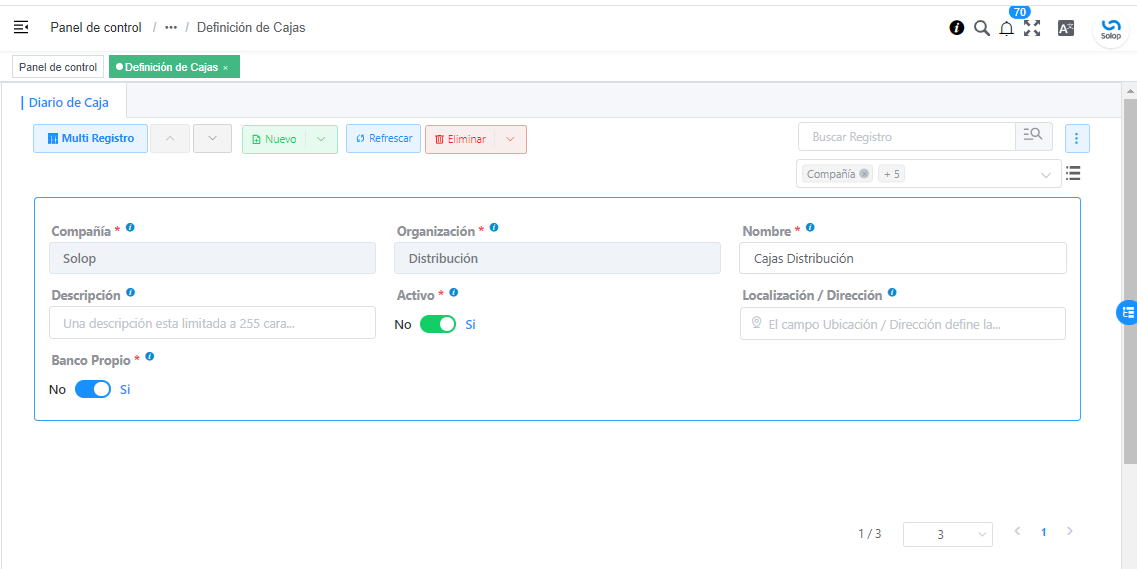 70
Panel de control / ··· / Definición de Cajas
Solop
Panel de control
Definición de Cajas ×
Diario de Caja
Multi Registro
Nuevo
Refrescar
Eliminar
Buscar Registro
Compañía
+ 5
Compañía *
Solop
Organización *
Distribución
Nombre *
Cajas Distribución
Descripción
Una descripción esta limitada a 255 cara...
Activo *
No Si
Localización / Dirección
El campo Ubicación / Dirección define la...
Banco Propio *
No Si
1 / 3
3
1